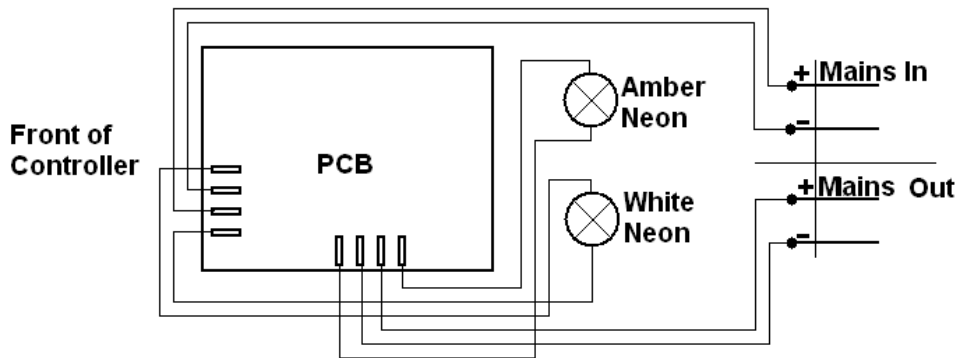 + Mains In
Amber
Neon
-
Front of
Controller
PCB
+ Mains Out
White
Neon
-